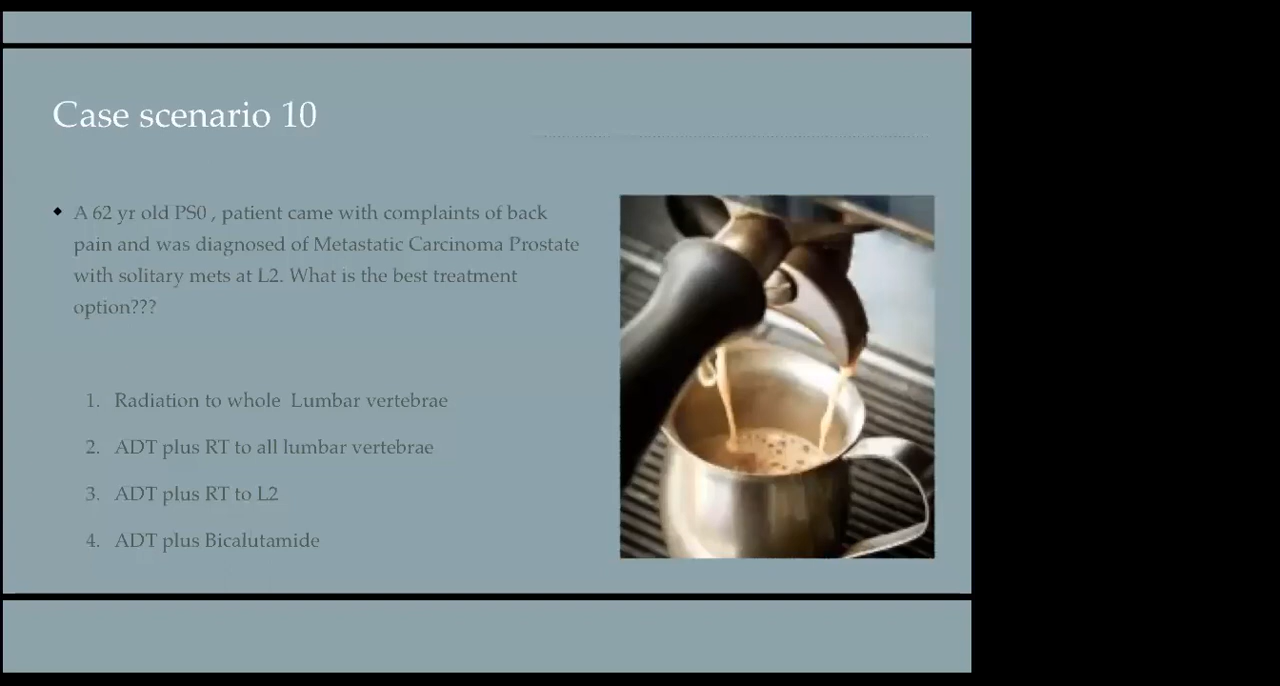 Case scenario 10
A 62 yr old PS0 , patient came with complaints of back
pain and was diagnosed of Metastatic Carcinoma Prostate
with solitary mets at L2. What is the best treatment
option???
1. Radiation to whole Lumbar vertebrae
2. ADT plus RT to all lumbar vertebrae
3. ADT plus RT to L2
4. ADT plus Bicalutamide